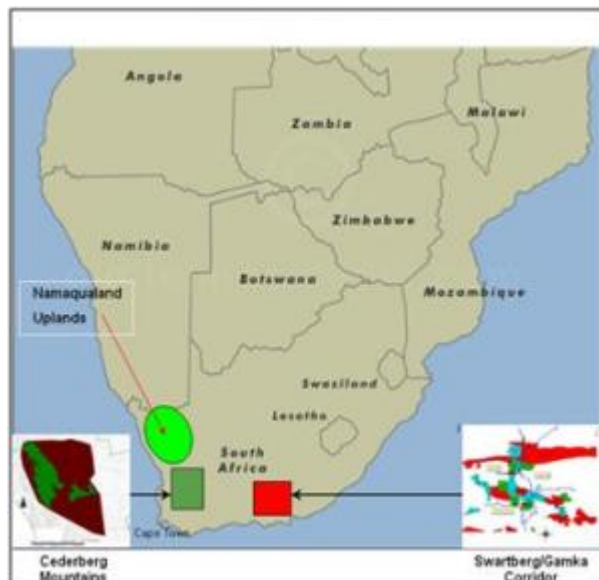 Angola
Zambia
Malawi
Zimbabwe
Namibia
Botswana
Mozambique
Namaqualand
Uplands
Swasiland
Lesotho
South
Africa
Cape Town
Cederberg
Mountains
Swartberg/Gamka
Corridor